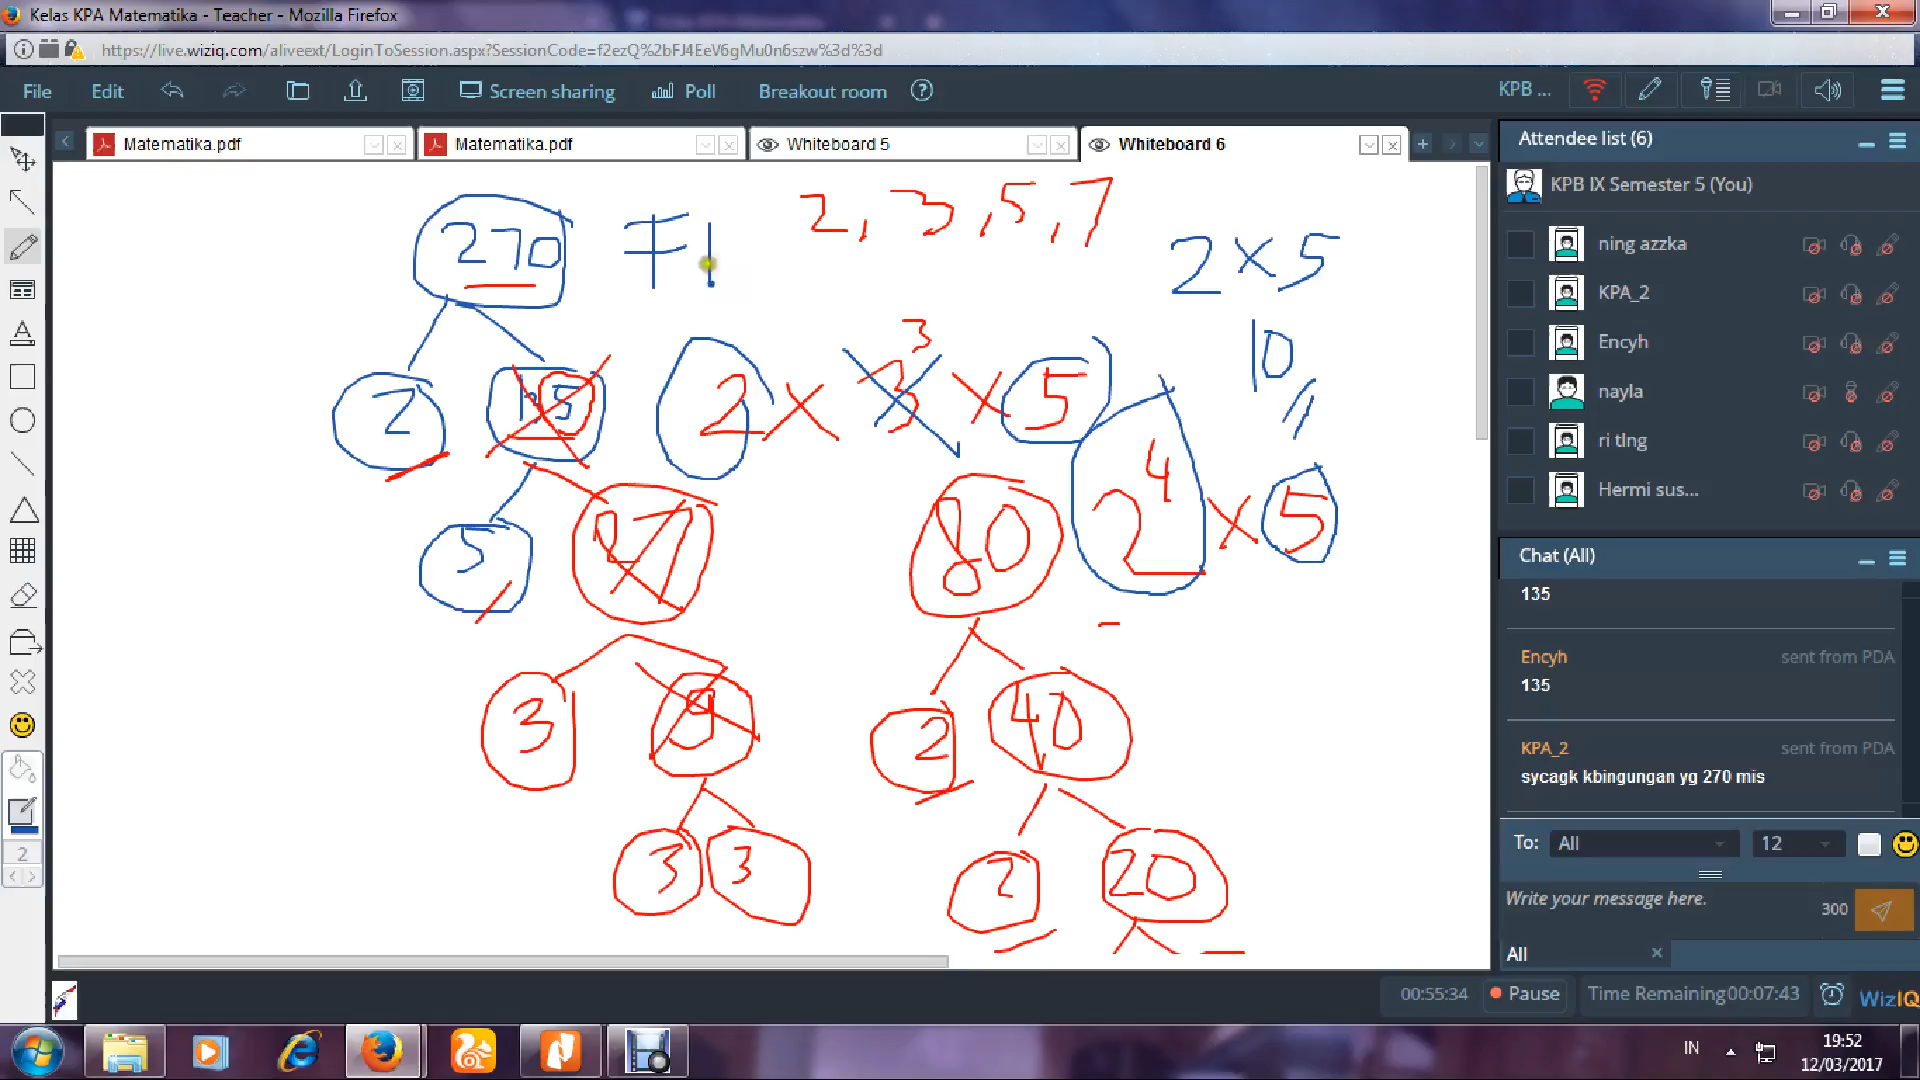 Kelas KPA Matematika - Teacher - Mozilla Firefox
https://live.wiziq.com/aliveext/LoginToSession.aspx?SessionCode=f2ezQ%2bFJ4EeV6gMu0n6szw%3d%3d
File Edit Screen sharing Poll Breakout room ? KPB ...
Matematika.pdf Matematika.pdf Whiteboard 5 Whiteboard 6
Attendee list (6)
KPB IX Semester 5 (You)
ning azzka
KPA_2
Encyh
nayla
ri tlng
Hermi sus...
Chat (All)
135
Encyh sent from PDA
135
KPA_2 sent from PDA
sycagk kbingungan yg 270 mis
To: All 12
Write your message here. 300
All
2, 3, 5, 7
270
2 x 5
10
2
2 x 3 3 x 5
5
80
2 4 x 5
3 9
2 40
3 3
2 20
2
00:55:34 Pause Time Remaining 00:07:43 WizIQ
IN 19:52
12/03/2017